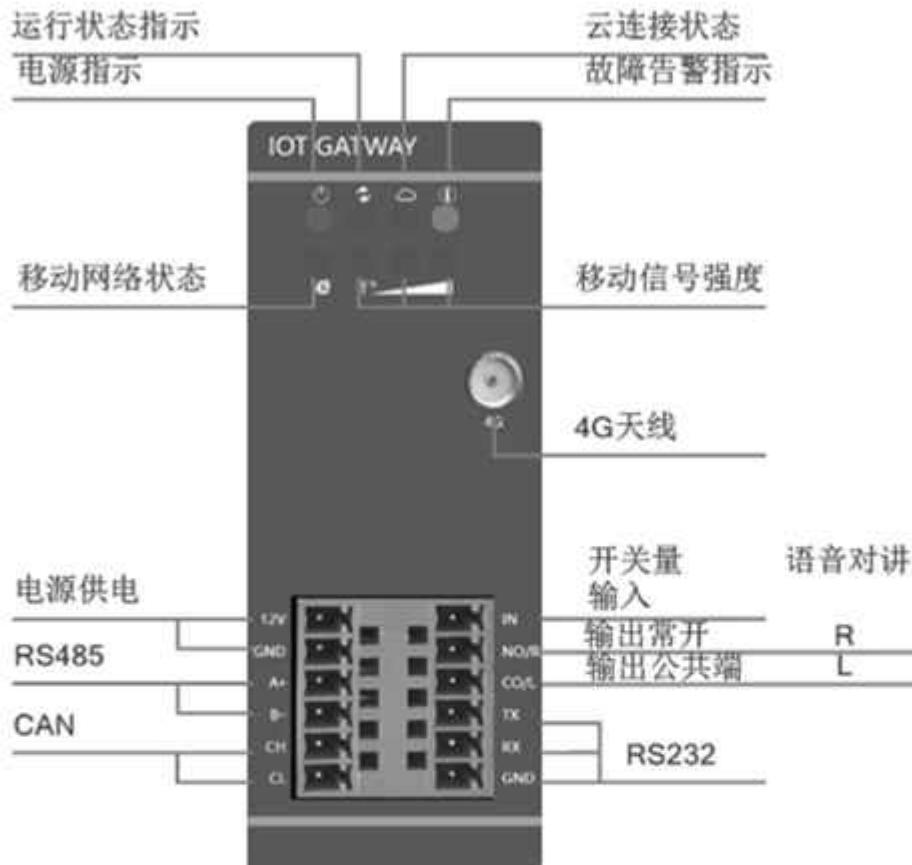 运行状态指示
云连接状态
电源指示
故障告警指示
IOT GATWAY
移动网络状态
移动信号强度
4G
4G天线
开关量
语音对讲
电源供电
输入
12V
IN
输出常开
R
GND
NO/R
RS485
输出公共端
L
A+
CO/L
B-
TX
CAN
CH
RX
RS232
CL
GND